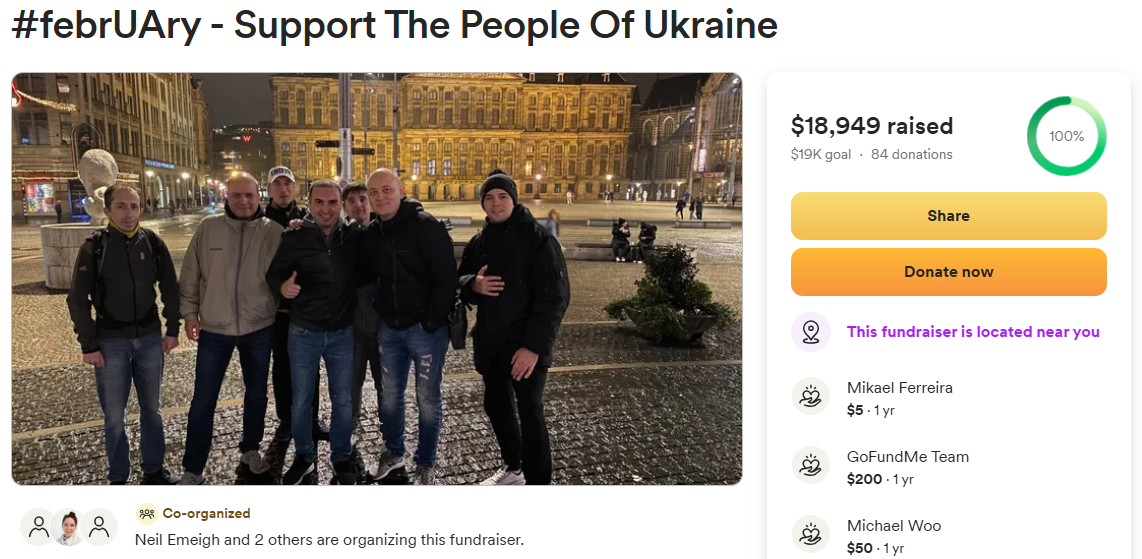 #febrUAry - Support The People Of Ukraine
$18,949 raised
$19K goal · 84 donations
100%
Share
Donate now
This fundraiser is located near you
Mikael Ferreira
$5 · 1 yr
GoFundMe Team
$200 · 1 yr
Michael Woo
$50 · 1 yr
Co-organized
Neil Emeigh and 2 others are organizing this fundraiser.